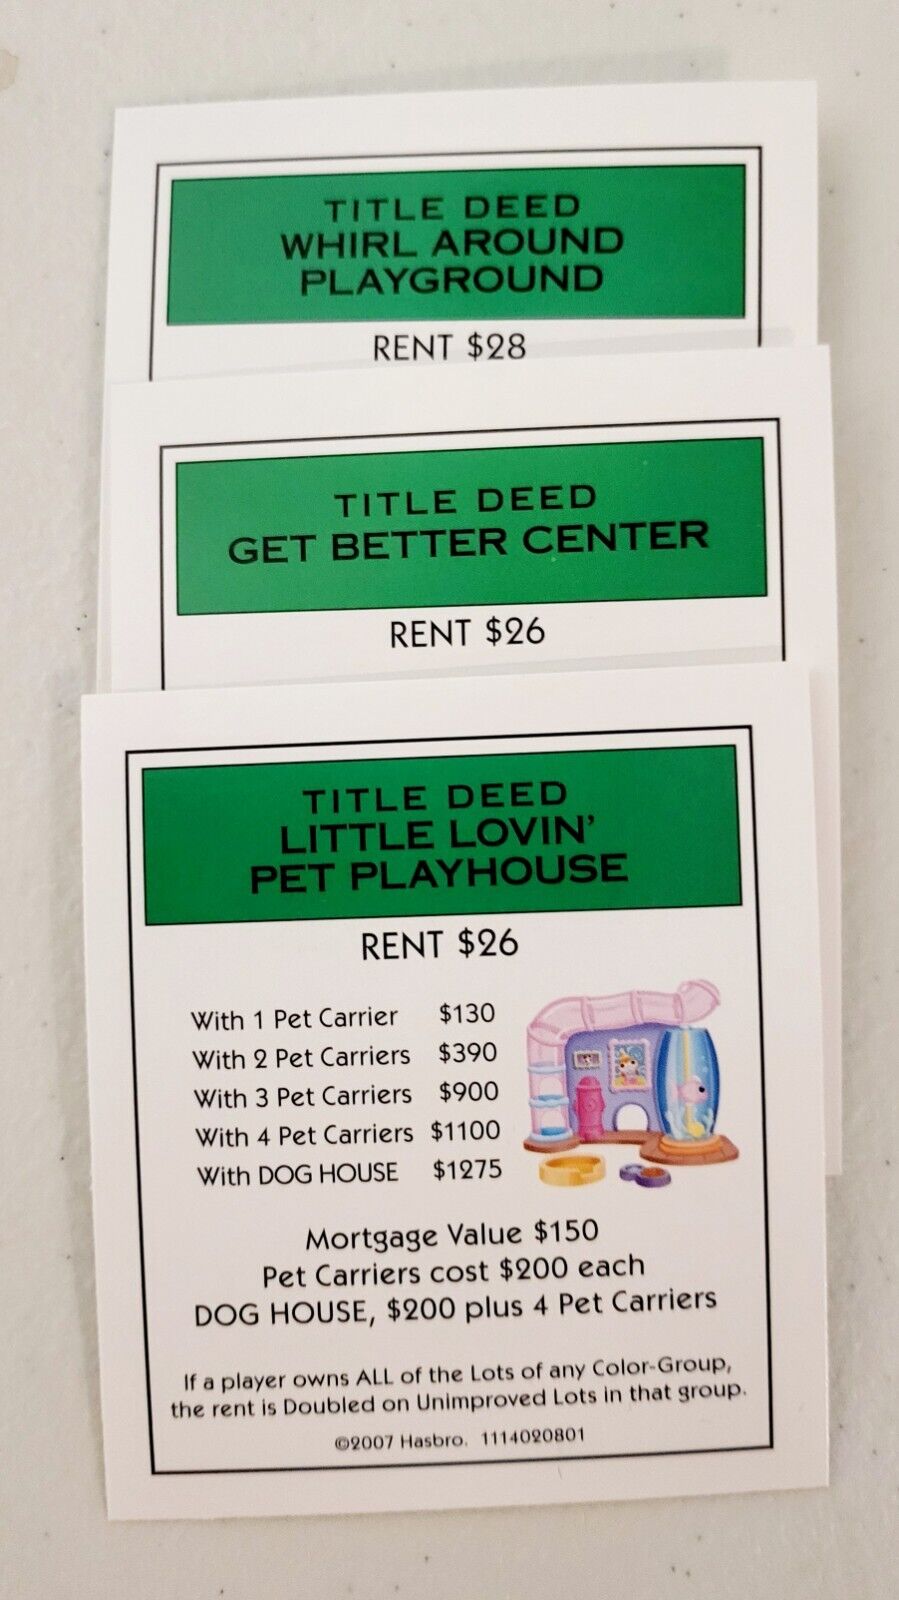 TITLE DEED
WHIRL AROUND
PLAYGROUND
RENT $28
TITLE DEED
GET BETTER CENTER
RENT $26
TITLE DEED
LITTLE LOVIN'
PET PLAYHOUSE
RENT $26
With 1 Pet Carrier $130
With 2 Pet Carriers $390
With 3 Pet Carriers $900
With 4 Pet Carriers $1100
With DOG HOUSE $1275
Mortgage Value $150
Pet Carriers cost $200 each
DOG HOUSE, $200 plus 4 Pet Carriers
If a player owns ALL of the Lots of any Color-Group,
the rent is Doubled on Unimproved Lots in that group.
©2007 Hasbro. 1114020801